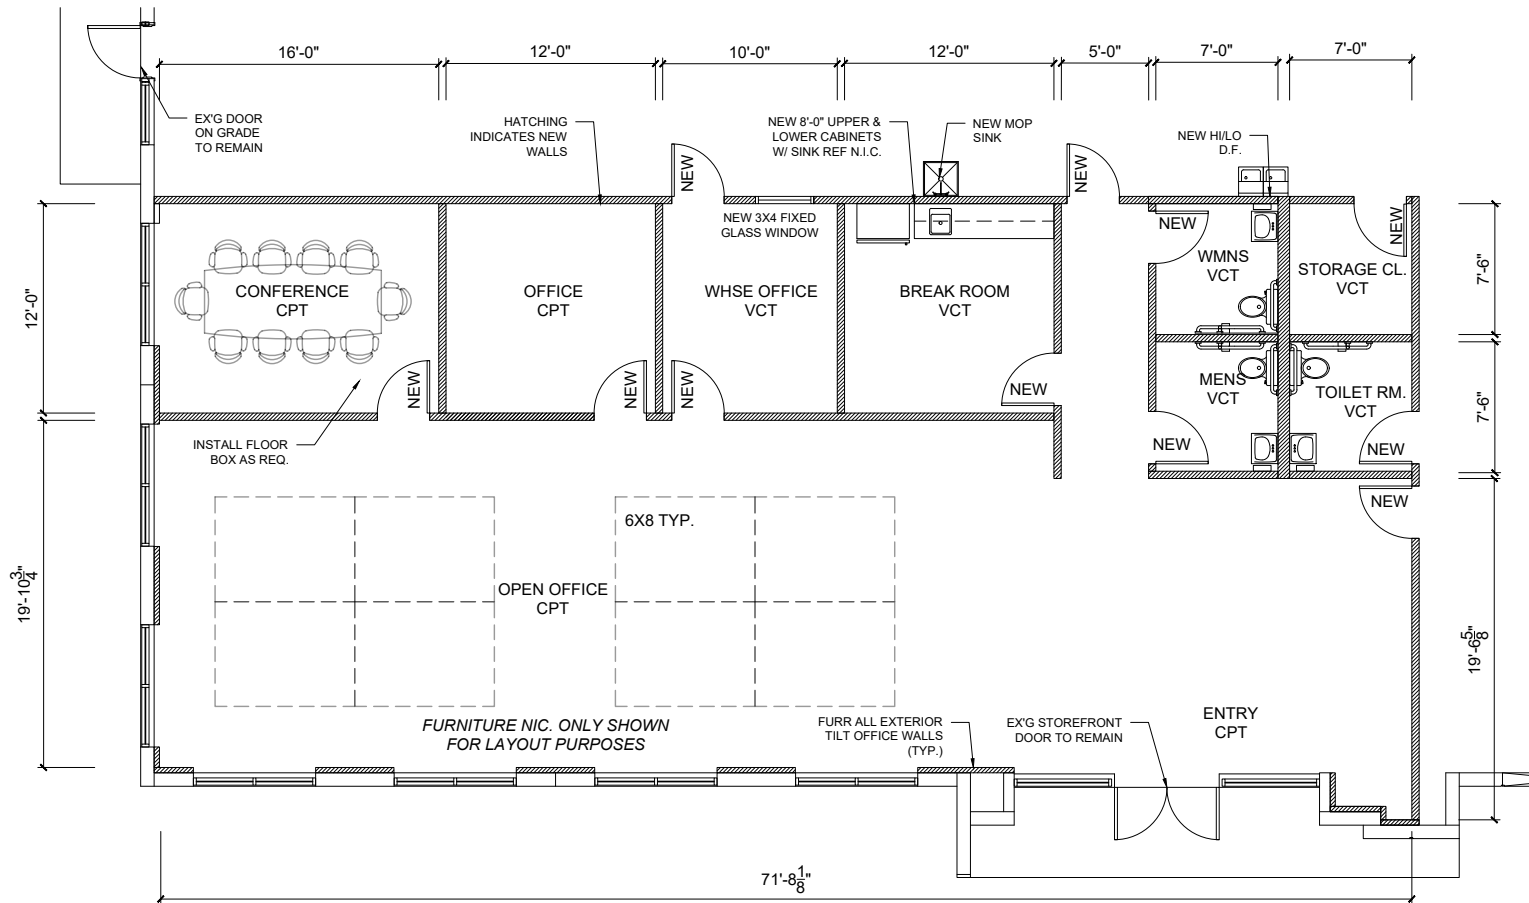 16'-0"
12'-0"
10'-0"
12'-0"
5'-0"
7'-0"
7'-0"
EX'G DOOR
ON GRADE
TO REMAIN
HATCHING
INDICATES NEW
WALLS
NEW 8'-0" UPPER &
LOWER CABINETS
W/ SINK REF N.I.C.
NEW MOP
SINK
NEW HI/LO
D.F.
NEW
NEW
NEW 3X4 FIXED
GLASS WINDOW
NEW
NEW
WMNS
VCT
STORAGE CL.
VCT
7'-6"
12'-0"
CONFERENCE
CPT
OFFICE
CPT
WHSE OFFICE
VCT
BREAK ROOM
VCT
NEW
NEW
NEW
NEW
MENS
VCT
TOILET RM.
VCT
7'-6"
INSTALL FLOOR
BOX AS REQ.
NEW
NEW
NEW
6X8 TYP.
OPEN OFFICE
CPT
19'-10 3/4"
19'-6 5/8"
FURNITURE NIC. ONLY SHOWN
FOR LAYOUT PURPOSES
FURR ALL EXTERIOR
TILT OFFICE WALLS
(TYP.)
EX'G STOREFRONT
DOOR TO REMAIN
ENTRY
CPT
71'-8 1/8"